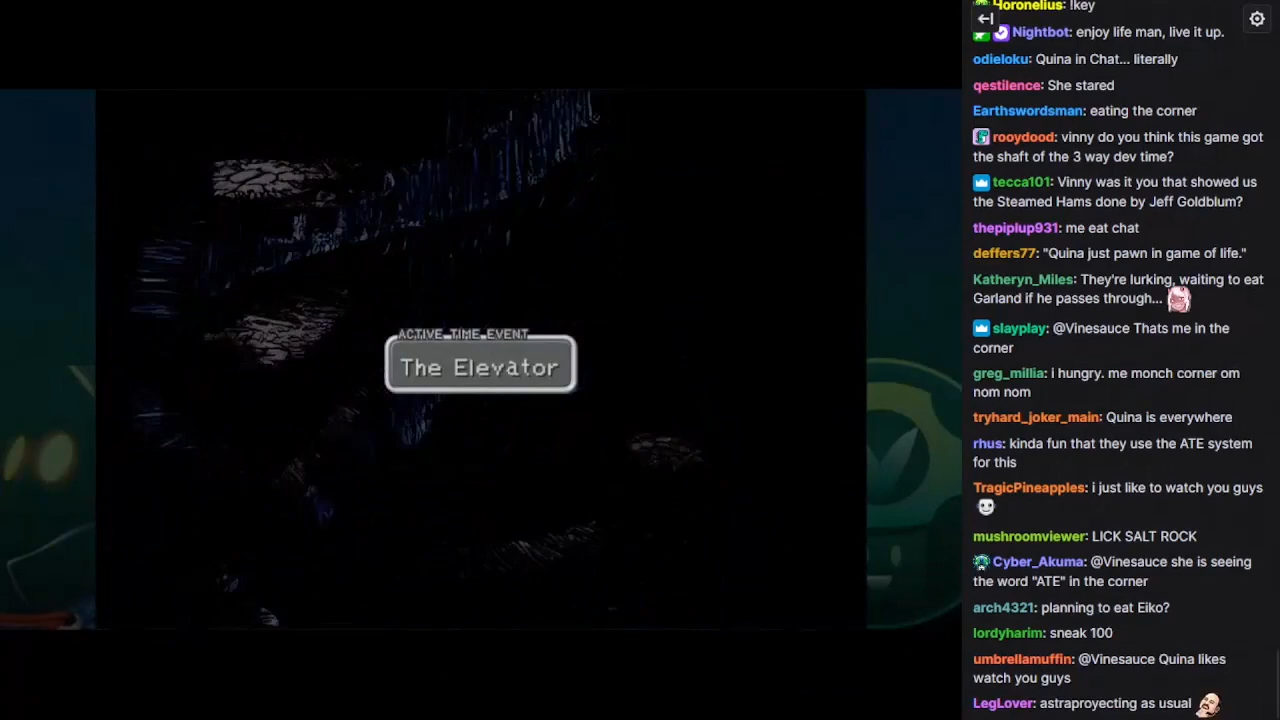 ACTIVE TIME EVENT
The Elevator
Horonelius: !key
Nightbot: enjoy life man, live it up.
odieloku: Quina in Chat... literally
qestilence: She stared
Earthswordsman: eating the corner
rooydood: vinny do you think this game got
the shaft of the 3 way dev time?
tecca101: Vinny was it you that showed us
the Steamed Hams done by Jeff Goldblum?
thepiplup931: me eat chat
deffers77: "Quina just pawn in game of life."
Katheryn_Miles: They're lurking, waiting to eat
Garland if he passes through...
slayplay: @Vinesauce Thats me in the
corner
greg_millia: i hungry. me monch corner om
nom nom
tryhard_joker_main: Quina is everywhere
rhus: kinda fun that they use the ATE system
for this
TragicPineapples: i just like to watch you guys
mushroomviewer: LICK SALT ROCK
Cyber_Akuma: @Vinesauce she is seeing
the word "ATE" in the corner
arch4321: planning to eat Eiko?
lordyharim: sneak 100
umbrellamuffin: @Vinesauce Quina likes
watch you guys
LegLover: astraproyecting as usual